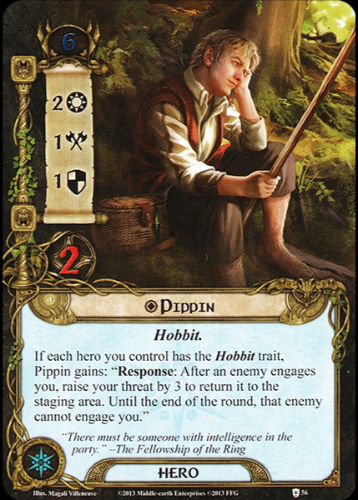 6
2
1
1
2
Pippin
Hobbit.
If each hero you control has the Hobbit trait,
Pippin gains: “Response: After an enemy engages
you, raise your threat by 3 to return it to the
staging area. Until the end of the round, that enemy
cannot engage you.”
“There must be someone with intelligence in the
party.” –The Fellowship of the Ring
HERO
Illus. Magali Villeneuve ©2013 Middle-earth Enterprises ©2013 FFG 56